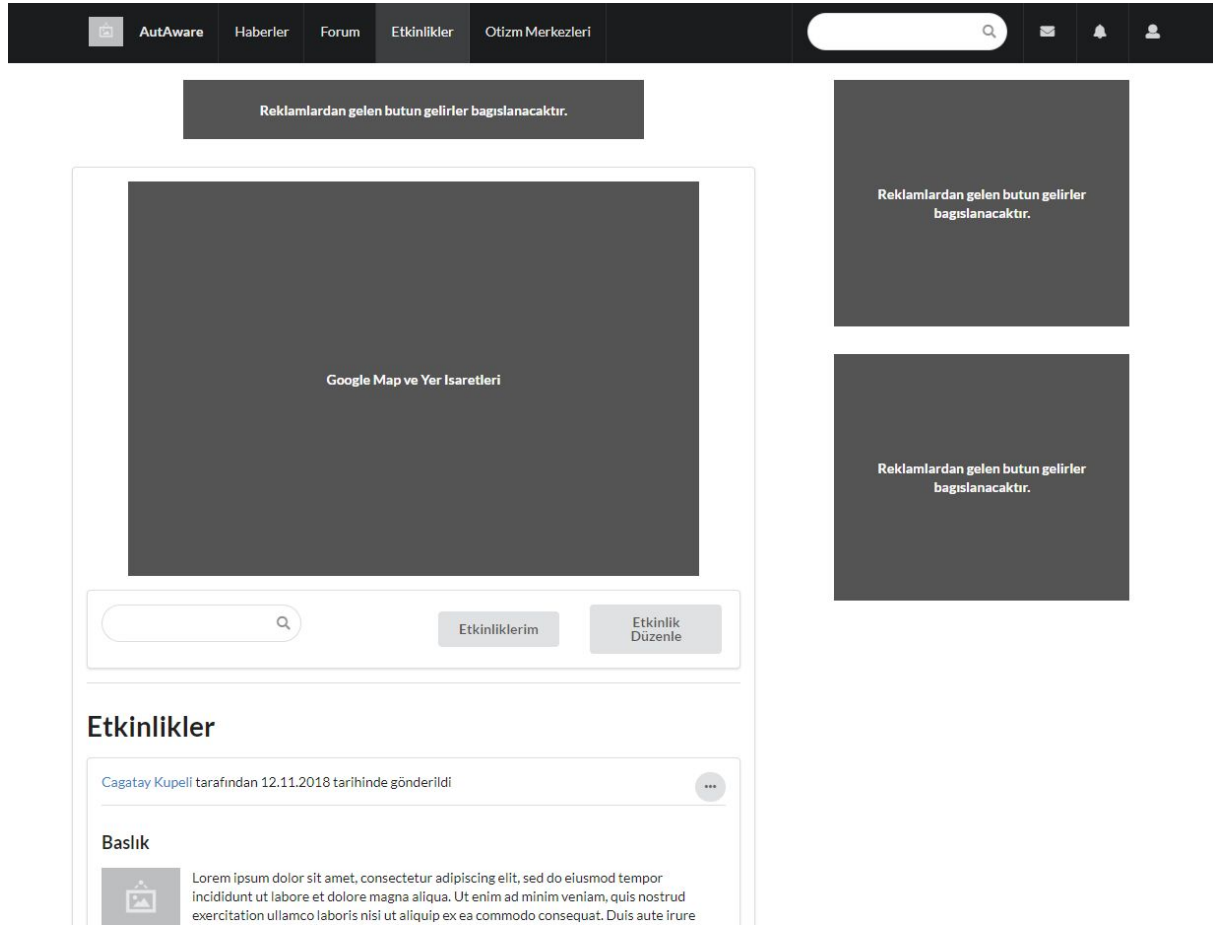 AutAware Haberler Forum Etkinlikler Otizm Merkezleri
Reklamlardan gelen butun gelirler bagıslanacaktır.
Reklamlardan gelen butun gelirler
bagıslanacaktır.
Google Map ve Yer Isaretleri
Reklamlardan gelen butun gelirler
bagıslanacaktır.
Etkinliklerim
Etkinlik
Düzenle
Etkinlikler
Cagatay Kupeli tarafından 12.11.2018 tarihinde gönderildi
Baslık
Lorem ipsum dolor sit amet, consectetur adipiscing elit, sed do eiusmod tempor
incididunt ut labore et dolore magna aliqua. Ut enim ad minim veniam, quis nostrud
exercitation ullamco laboris nisi ut aliquip ex ea commodo consequat. Duis aute irure